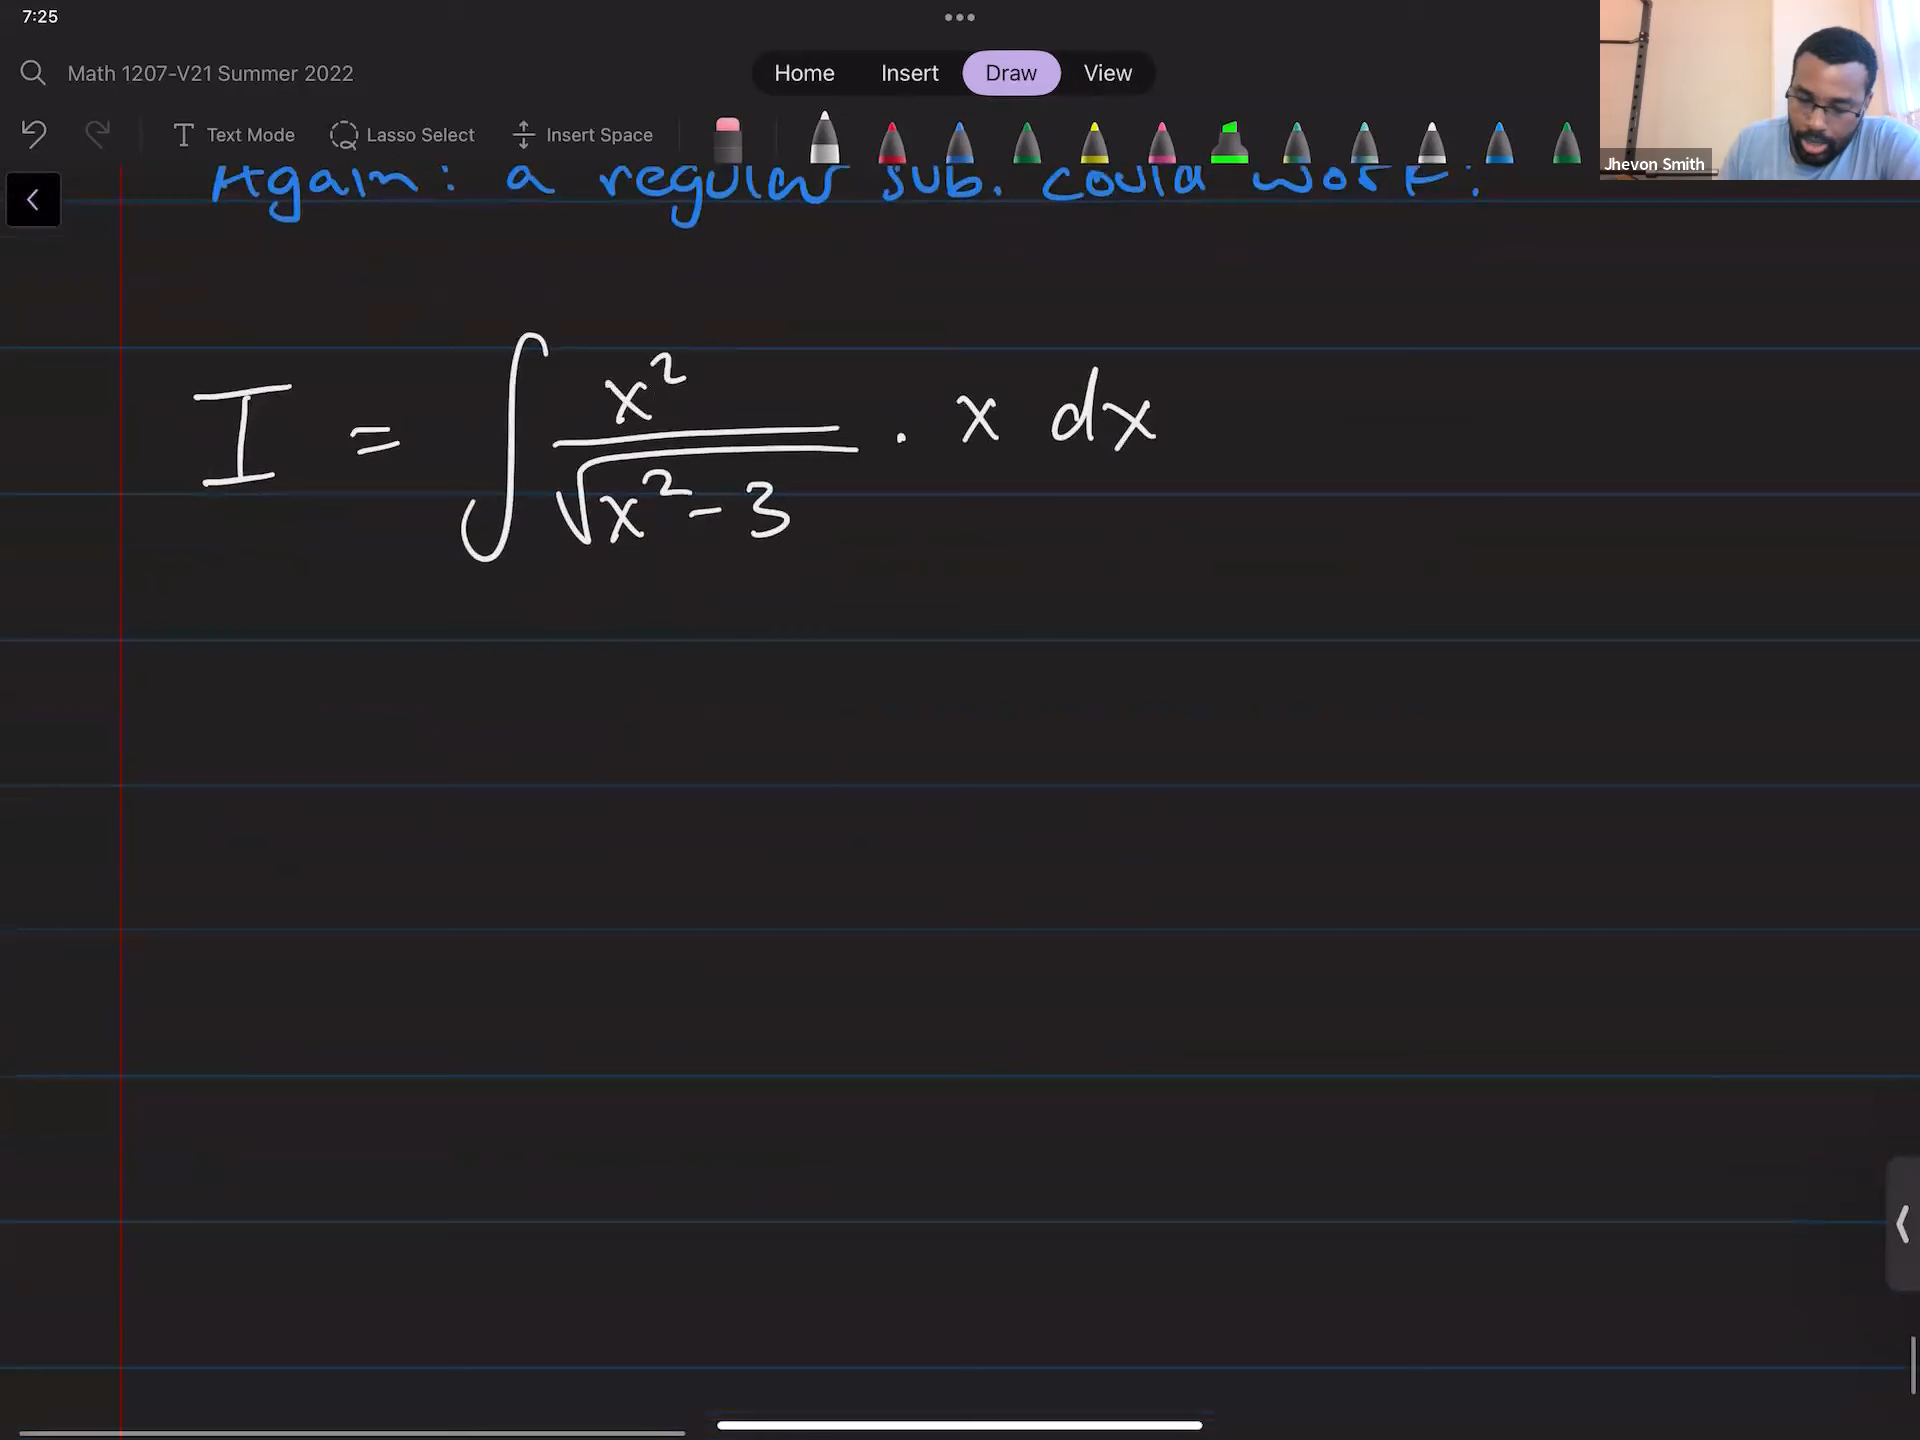 7:25
Math 1207-V21 Summer 2022
Home Insert Draw View
Text Mode Lasso Select Insert Space
Jhevon Smith
Again: a regular sub. could work:
I = ∫ x² / √(x² - 3) · x dx